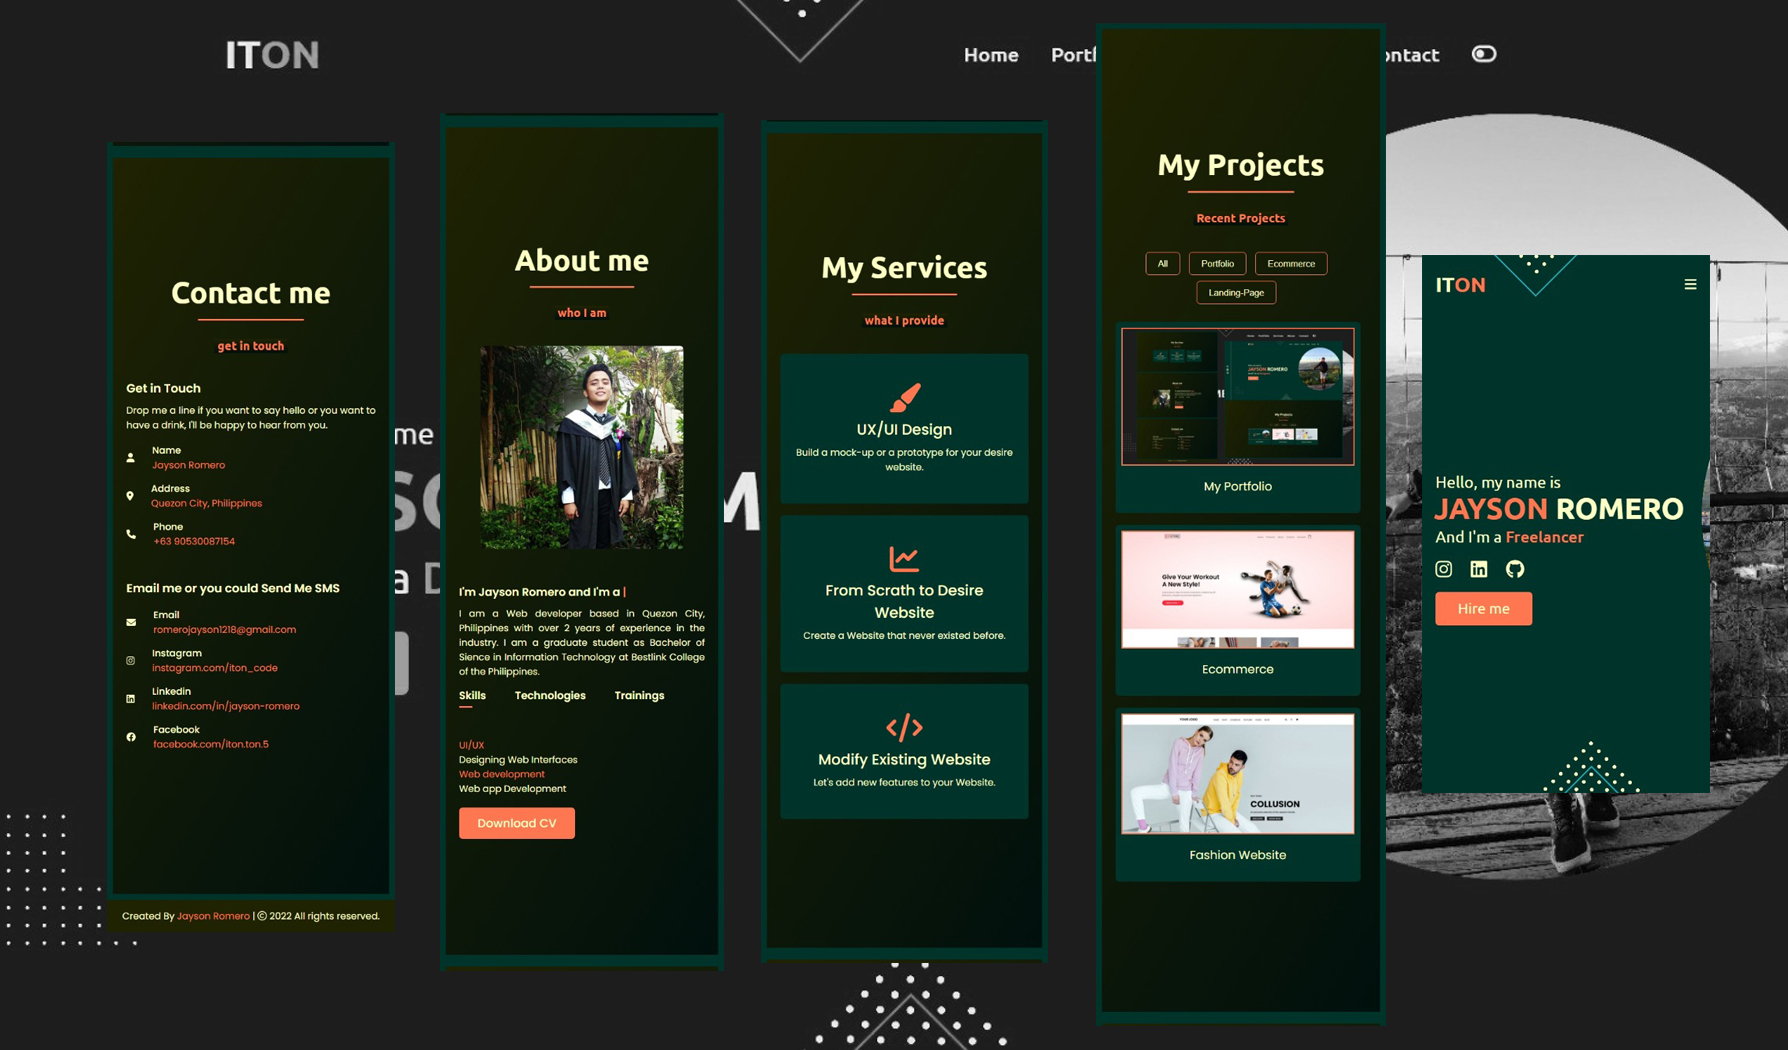 ITON
Home
Portf
ontact
Contact me
get in touch
Get in Touch
Drop me a line if you want to say hello or you want to
have a drink, I'll be happy to hear from you.
Name
Jayson Romero
Address
Quezon City, Philippines
Phone
+63 90530087154
Email me or you could Send Me SMS
Email
romerojayson1218@gmail.com
Instagram
instagram.com/iton_code
Linkedin
linkedin.com/in/jayson-romero
Facebook
facebook.com/iton.ton.5
Created By Jayson Romero | © 2022 All rights reserved.
me
a D
M
About me
who I am
I'm Jayson Romero and I'm a |
I am a Web developer based in Quezon City,
Philippines with over 2 years of experience in the
industry. I am a graduate student as Bachelor of
Sience in Information Technology at Bestlink College
of the Philippines.
Skills Technologies Trainings
UI/UX
Designing Web Interfaces
Web development
Web app Development
Download CV
My Services
what I provide
UX/UI Design
Build a mock-up or a prototype for your desire
website.
From Scrath to Desire
Website
Create a Website that never existed before.
Modify Existing Website
Let's add new features to your Website.
My Projects
Recent Projects
All Portfolio Ecommerce
Landing-Page
JAYSON ROMERO
My Projects
My Portfolio
Give Your Workout
A New Style!
Ecommerce
COLLUSION
Fashion Website
ITON
Hello, my name is
JAYSON ROMERO
And I'm a Freelancer
Hire me